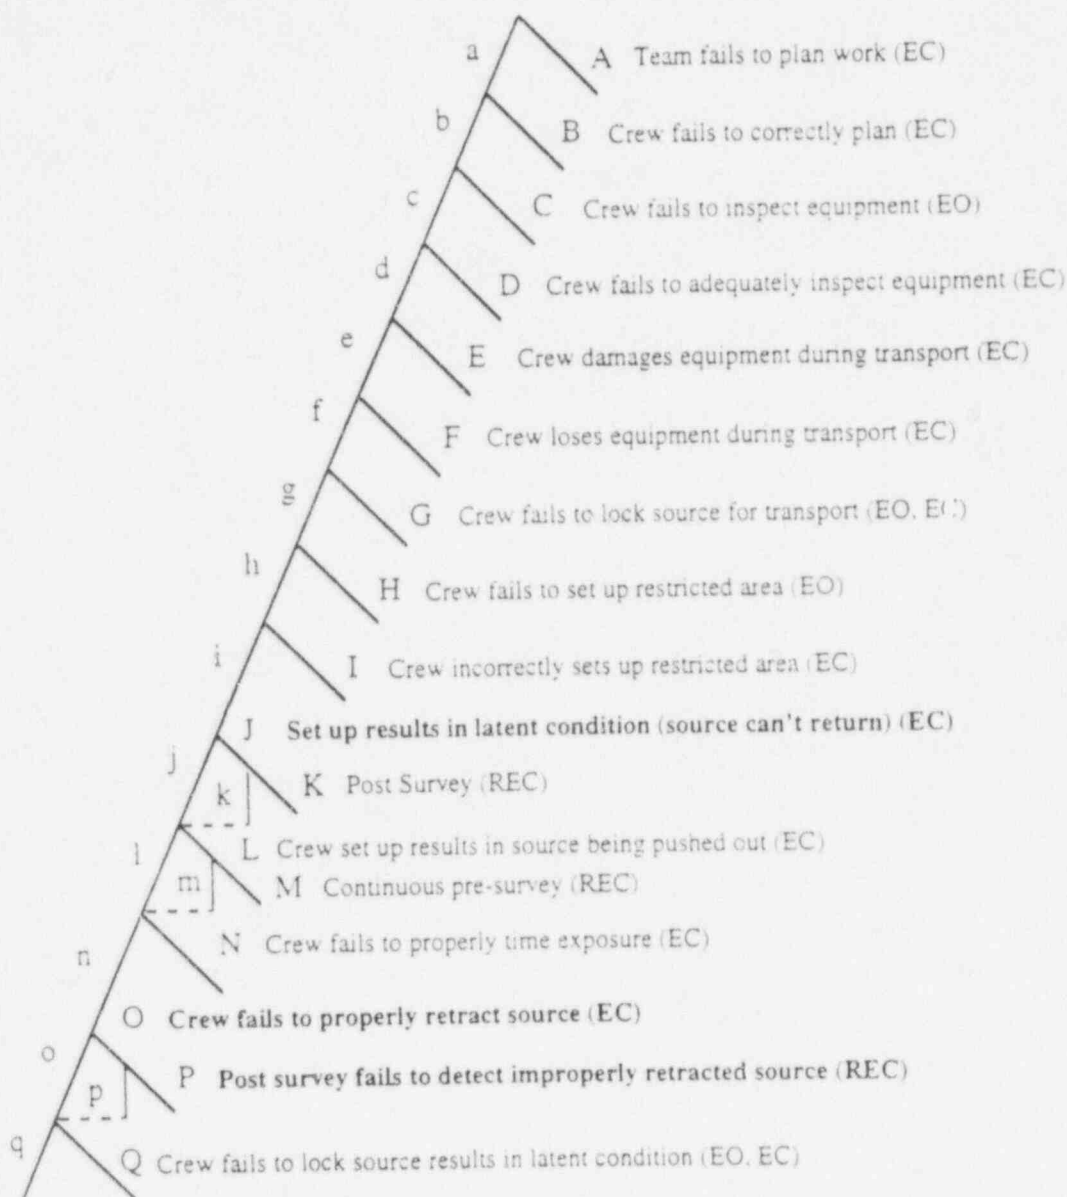 a
A Team fails to plan work (EC)
b
B Crew fails to correctly plan (EC)
c
C Crew fails to inspect equipment (EO)
d
D Crew fails to adequately inspect equipment (EC)
e
E Crew damages equipment during transport (EC)
f
F Crew loses equipment during transport (EC)
g
G Crew fails to lock source for transport (EO, EC)
h
H Crew fails to set up restricted area (EO)
i
I Crew incorrectly sets up restricted area (EC)
J Set up results in latent condition (source can't return) (EC)
j
k
K Post Survey (REC)
l
L Crew set up results in source being pushed out (EC)
m
M Continuous pre-survey (REC)
n
N Crew fails to properly time exposure (EC)
O Crew fails to properly retract source (EC)
o
p
P Post survey fails to detect improperly retracted source (REC)
q
Q Crew fails to lock source results in latent condition (EO, EC)